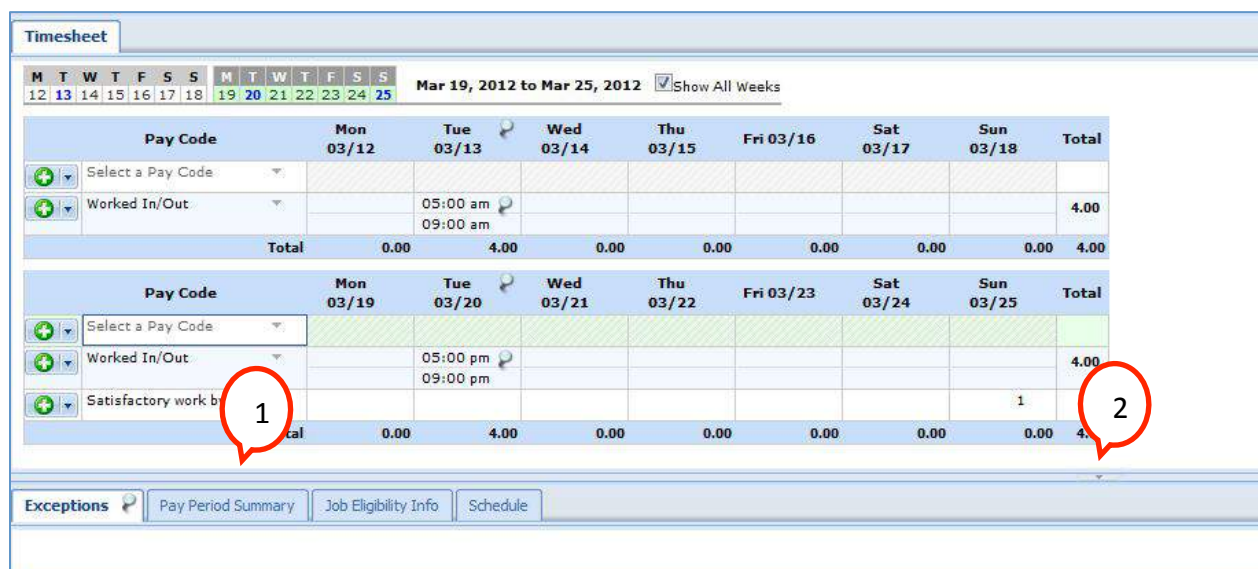 Timesheet
M T W T F S S M T W T F S S
12 13 14 15 16 17 18 19 20 21 22 23 24 25
Mar 19, 2012 to Mar 25, 2012 Show All Weeks
Pay Code Mon 03/12 Tue 03/13 Wed 03/14 Thu 03/15 Fri 03/16 Sat 03/17 Sun 03/18 Total
Select a Pay Code
Worked In/Out 05:00 am 4.00
09:00 am
Total 0.00 4.00 0.00 0.00 0.00 0.00 0.00 4.00
Pay Code Mon 03/19 Tue 03/20 Wed 03/21 Thu 03/22 Fri 03/23 Sat 03/24 Sun 03/25 Total
Select a Pay Code
Worked In/Out 05:00 pm 4.00
09:00 pm
Satisfactory work 1
1 2
0.00 4.00 0.00 0.00 0.00 0.00 0.00
Exceptions Pay Period Summary Job Eligibility Info Schedule